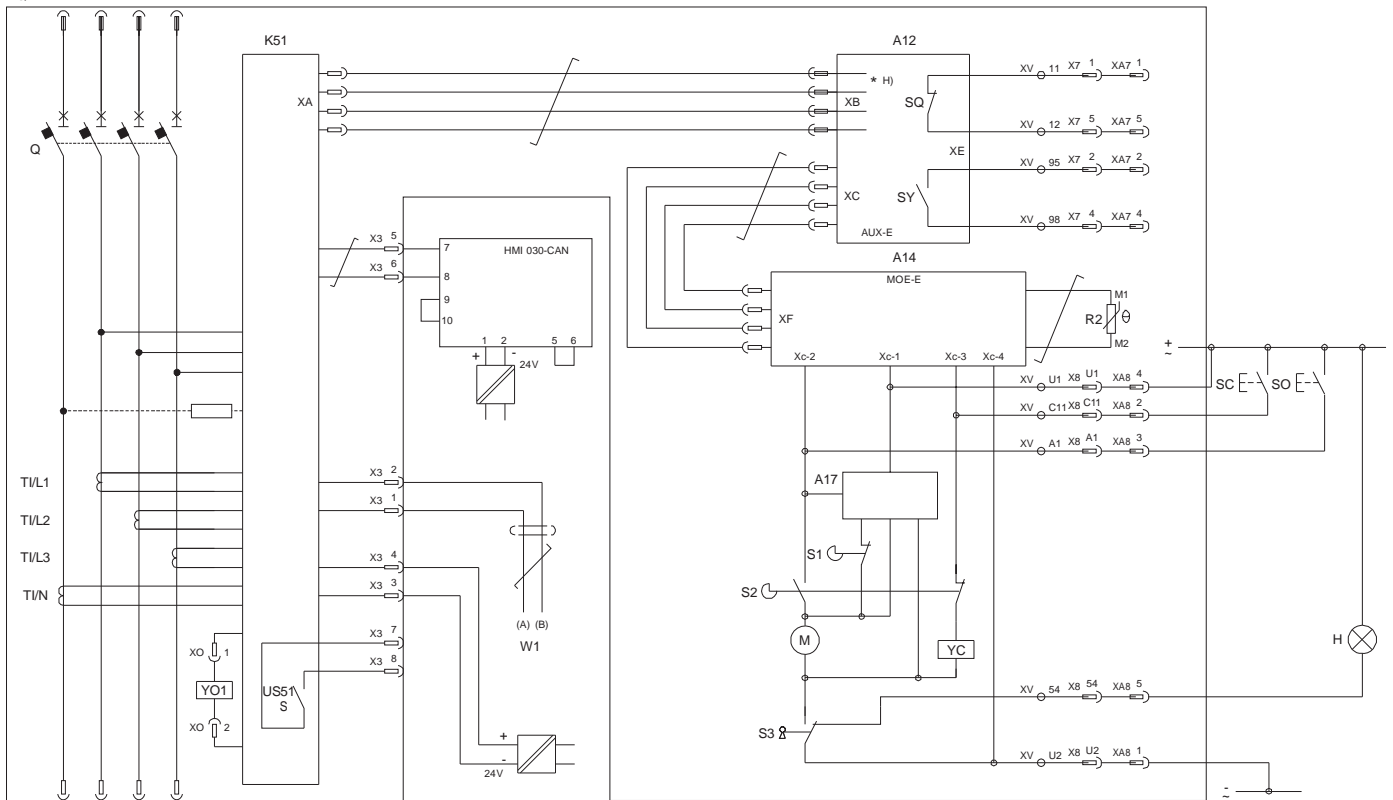 K51
A12
XA
* H)
XB
SQ
XV 11 X7 1 XA7 1
XV 12 X7 5 XA7 5
XE
Q
XV 95 X7 2 XA7 2
XC
SY
XV 98 X7 4 XA7 4
AUX-E
X3 5
7
HMI 030-CAN
X3 6
8
9
10
1 2
5 6
+
-
24V
A14
MOE-E
XF
M1
R2
θ
M2
Xc-2
Xc-1
Xc-3
Xc-4
+
~
XV U1 X8 U1 XA8 4
SC
SO
XV C11 X8 C11 XA8 2
XV A1 X8 A1 XA8 3
TI/L1
X3 2
A17
X3 1
TI/L2
TI/L3
X3 4
S1
TI/N
X3 3
S2
(A) (B)
W1
XO 1
X3 7
M
YC
H
YO1
X3 8
US51
S
XV 54 X8 54 XA8 5
XO 2
S3
+
-
24V
XV U2 X8 U2 XA8 1
-
~